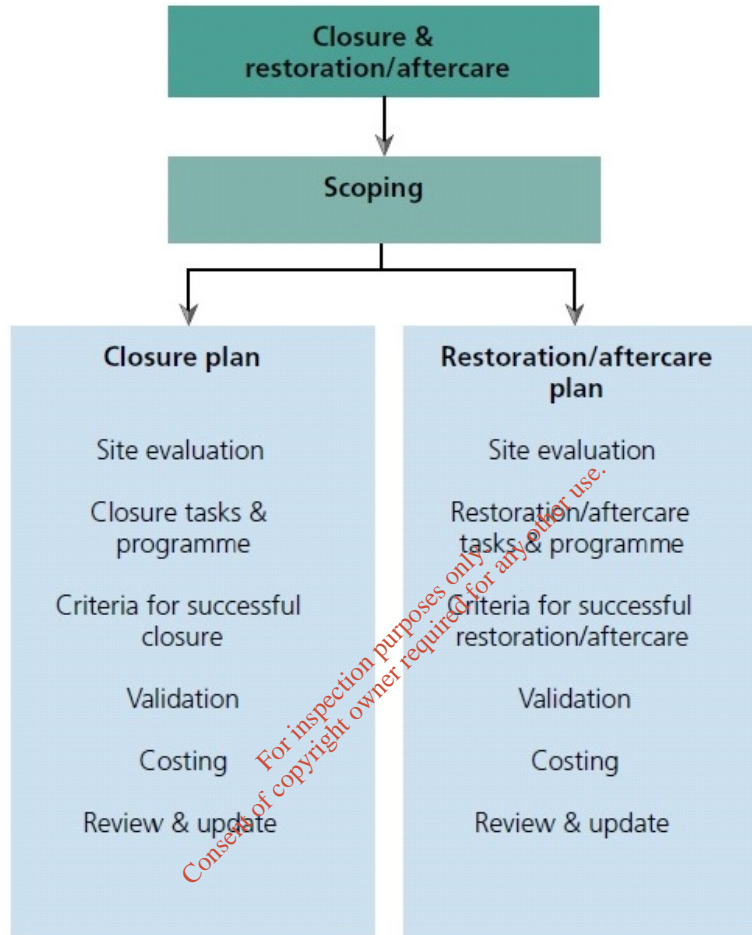 Closure &
restoration/aftercare
Scoping
Closure plan
Site evaluation
Closure tasks &
programme
Criteria for successful
closure
Validation
Costing
Review & update
Restoration/aftercare
plan
Site evaluation
Restoration/aftercare
tasks & programme
Criteria for successful
restoration/aftercare
Validation
Costing
Review & update
For inspection purposes only.
Consent of copyright owner required for any other use.